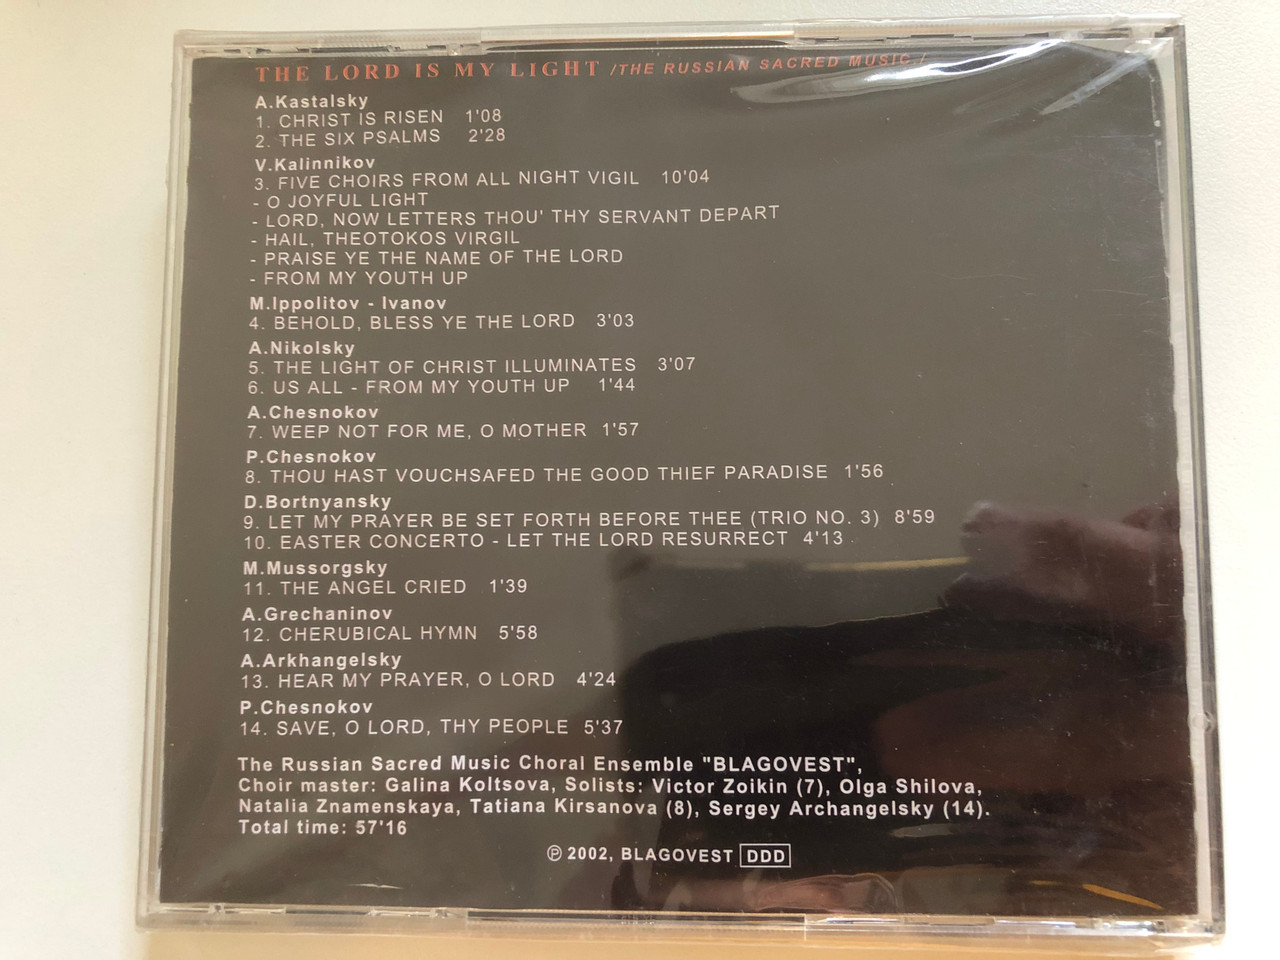 THE LORD IS MY LIGHT /THE RUSSIAN SACRED MUSIC./
A.Kastalsky
1. CHRIST IS RISEN 1'08
2. THE SIX PSALMS 2'28
V.Kalinnikov
3. FIVE CHOIRS FROM ALL NIGHT VIGIL 10'04
- O JOYFUL LIGHT
- LORD, NOW LETTERS THOU' THY SERVANT DEPART
- HAIL, THEOTOKOS VIRGIL
- PRAISE YE THE NAME OF THE LORD
- FROM MY YOUTH UP
M.Ippolitov - Ivanov
4. BEHOLD, BLESS YE THE LORD 3'03
A.Nikolsky
5. THE LIGHT OF CHRIST ILLUMINATES 3'07
6. US ALL - FROM MY YOUTH UP 1'44
A.Chesnokov
7. WEEP NOT FOR ME, O MOTHER 1'57
P.Chesnokov
8. THOU HAST VOUCHSAFED THE GOOD THIEF PARADISE 1'56
D.Bortnyansky
9. LET MY PRAYER BE SET FORTH BEFORE THEE (TRIO NO. 3) 8'59
10. EASTER CONCERTO - LET THE LORD RESURRECT 4'13
M.Mussorgsky
11. THE ANGEL CRIED 1'39
A.Grechaninov
12. CHERUBICAL HYMN 5'58
A.Arkhangelsky
13. HEAR MY PRAYER, O LORD 4'24
P.Chesnokov
14. SAVE, O LORD, THY PEOPLE 5'37
The Russian Sacred Music Choral Ensemble "BLAGOVEST",
Choir master: Galina Koltsova, Solists: Victor Zoikin (7), Olga Shilova,
Natalia Znamenskaya, Tatiana Kirsanova (8), Sergey Archangelsky (14).
Total time: 57'16
℗ 2002, BLAGOVEST DDD